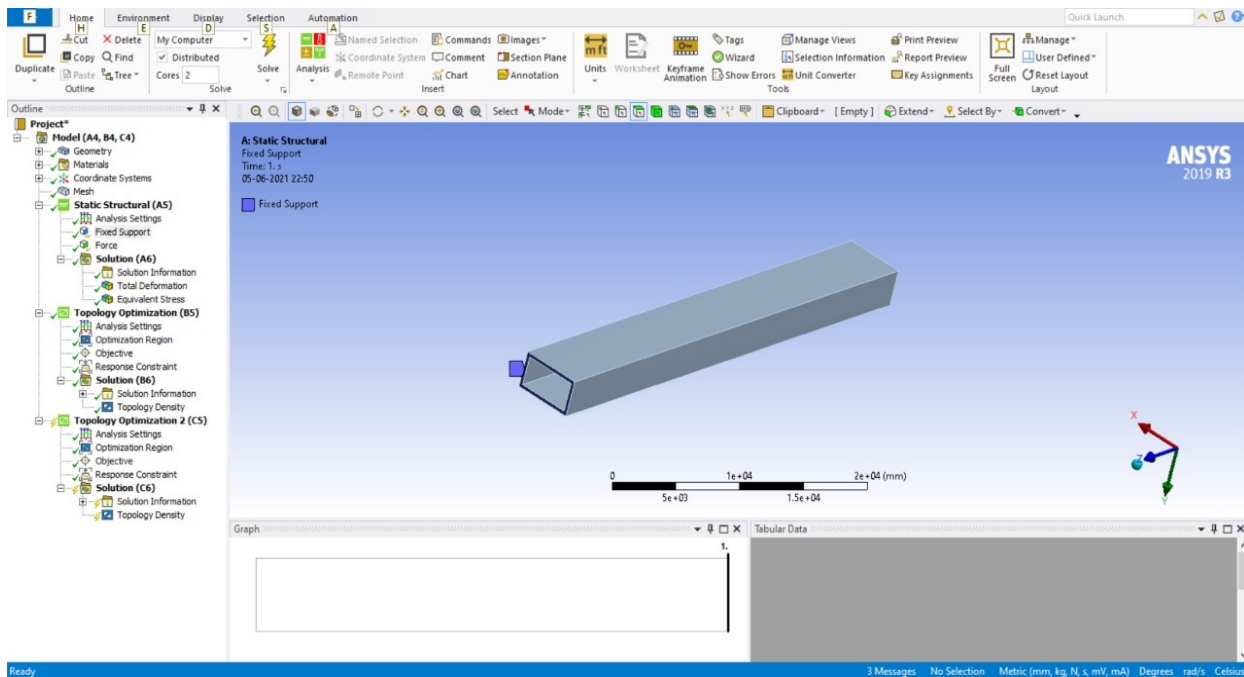 F Home Environment Display Selection Automation Quick Launch
H E D S A
Cut Delete My Computer Named Selection Commands Images Section Plane Tags Manage Views Print Preview Manage
Duplicate Copy Find Distributed Solve Analysis Coordinate System Comment Units Worksheet Keyframe Animation Wizard Selection Information Report Preview Full Screen User Defined
Paste Tree Cores 2 Remote Point Chart Annotation Show Errors Unit Converter Key Assignments Reset Layout
Outline Solve Insert Tools Layout
Outline
Select Mode Clipboard [Empty] Extend Select By Convert
Project*
Model (A4, B4, C4)
Geometry
Materials
Coordinate Systems
Mesh
Static Structural (A5)
Analysis Settings
Fixed Support
Force
Solution (A6)
Solution Information
Total Deformation
Equivalent Stress
Topology Optimization (B5)
Analysis Settings
Optimization Region
Objective
Response Constraint
Solution (B6)
Solution Information
Topology Density
Topology Optimization 2 (C5)
Analysis Settings
Optimization Region
Objective
Response Constraint
Solution (C6)
Solution Information
Topology Density
A: Static Structural
Fixed Support
Time: 1. s
05-06-2021 22:50
Fixed Support
ANSYS
2019 R3
X
Z
Y
0 1e+04 2e+04 (mm)
5e+03 1.5e+04
Graph
1.
Tabular Data
Ready 3 Messages No Selection Metric (mm, kg, N, s, mV, mA) Degrees rad/s Celsius